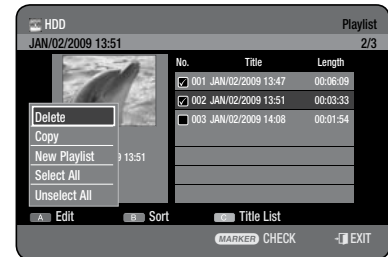 HDD Playlist
JAN/02/2009 13:51 2/3
No. Title Length
001 JAN/02/2009 13:47 00:06:09
002 JAN/02/2009 13:51 00:03:33
003 JAN/02/2009 14:08 00:01:54
Delete
Copy
New Playlist 9 13:51
Select All
Unselect All
A Edit B Sort C Title List
MARKER CHECK EXIT